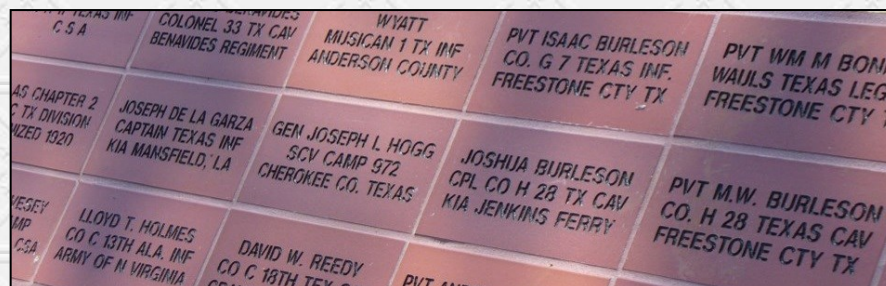 TEXAS INF
C S A
COLONEL 33 TX CAV
BENAVIDES REGIMENT
WYATT
MUSICAN 1 TX INF
ANDERSON COUNTY
PVT ISAAC BURLESON
CO. G 7 TEXAS INF.
FREESTONE CTY TX
PVT WM M
WAULS TEXAS
FREESTONE CTY
CHAPTER 2
TX DIVISION
1920
JOSEPH DE LA GARZA
CAPTAIN TEXAS INF
KIA MANSFIELD, LA
GEN JOSEPH L HOGG
SCV CAMP 972
CHEROKEE CO. TEXAS
JOSHUA BURLESON
CPL CO H 28 TX CAV
KIA JENKINS FERRY
PVT M.W. BURLESON
CO. H 28 TEXAS CAV
FREESTONE CTY TX
CSA
LLOYD T. HOLMES
CO C 13TH ALA. INF
ARMY OF N VIRGINIA
DAVID W. REEDY
CO C 18TH TEX
PVT